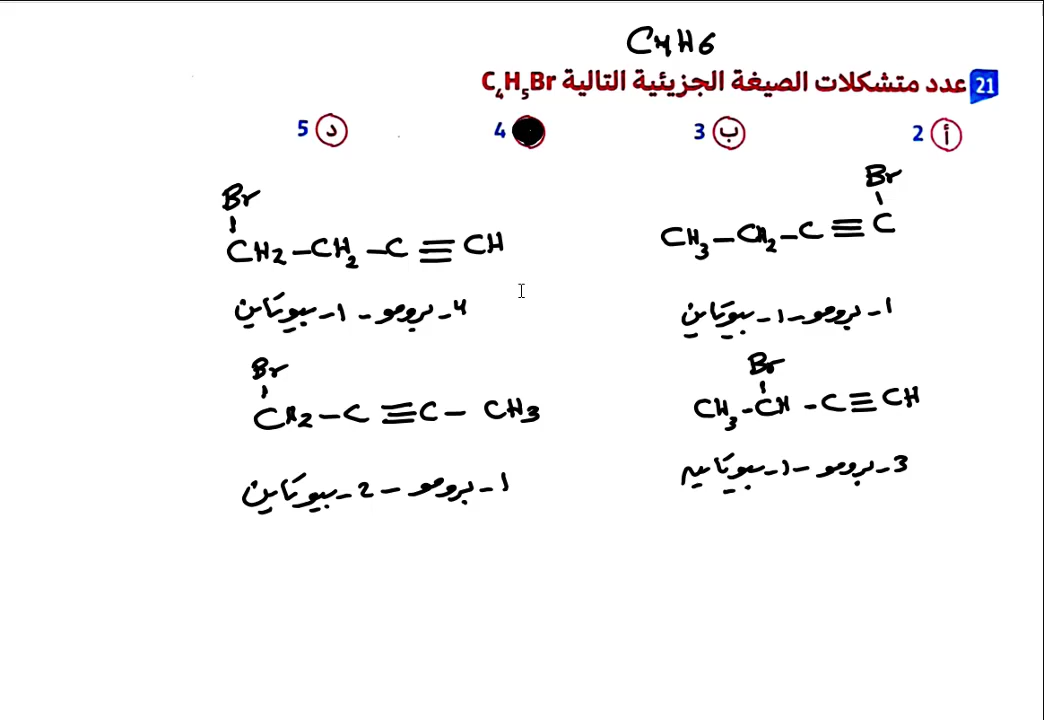 C4H6
21 عدد متشكلات الصيغة الجزيئية التالية C₄H₅Br
أ 2 ب 3 4 د 5
Br
CH₃-CH₂-C≡C
1-برومو-1-بيوتاين
Br
CH₂-CH₂-C≡CH
4-برومو-1-بيوتاين
Br
CH₃-CH-C≡CH
3-برومو-1-بيوتاين
Br
CH₂-C≡C-CH₃
1-برومو-2-بيوتاين